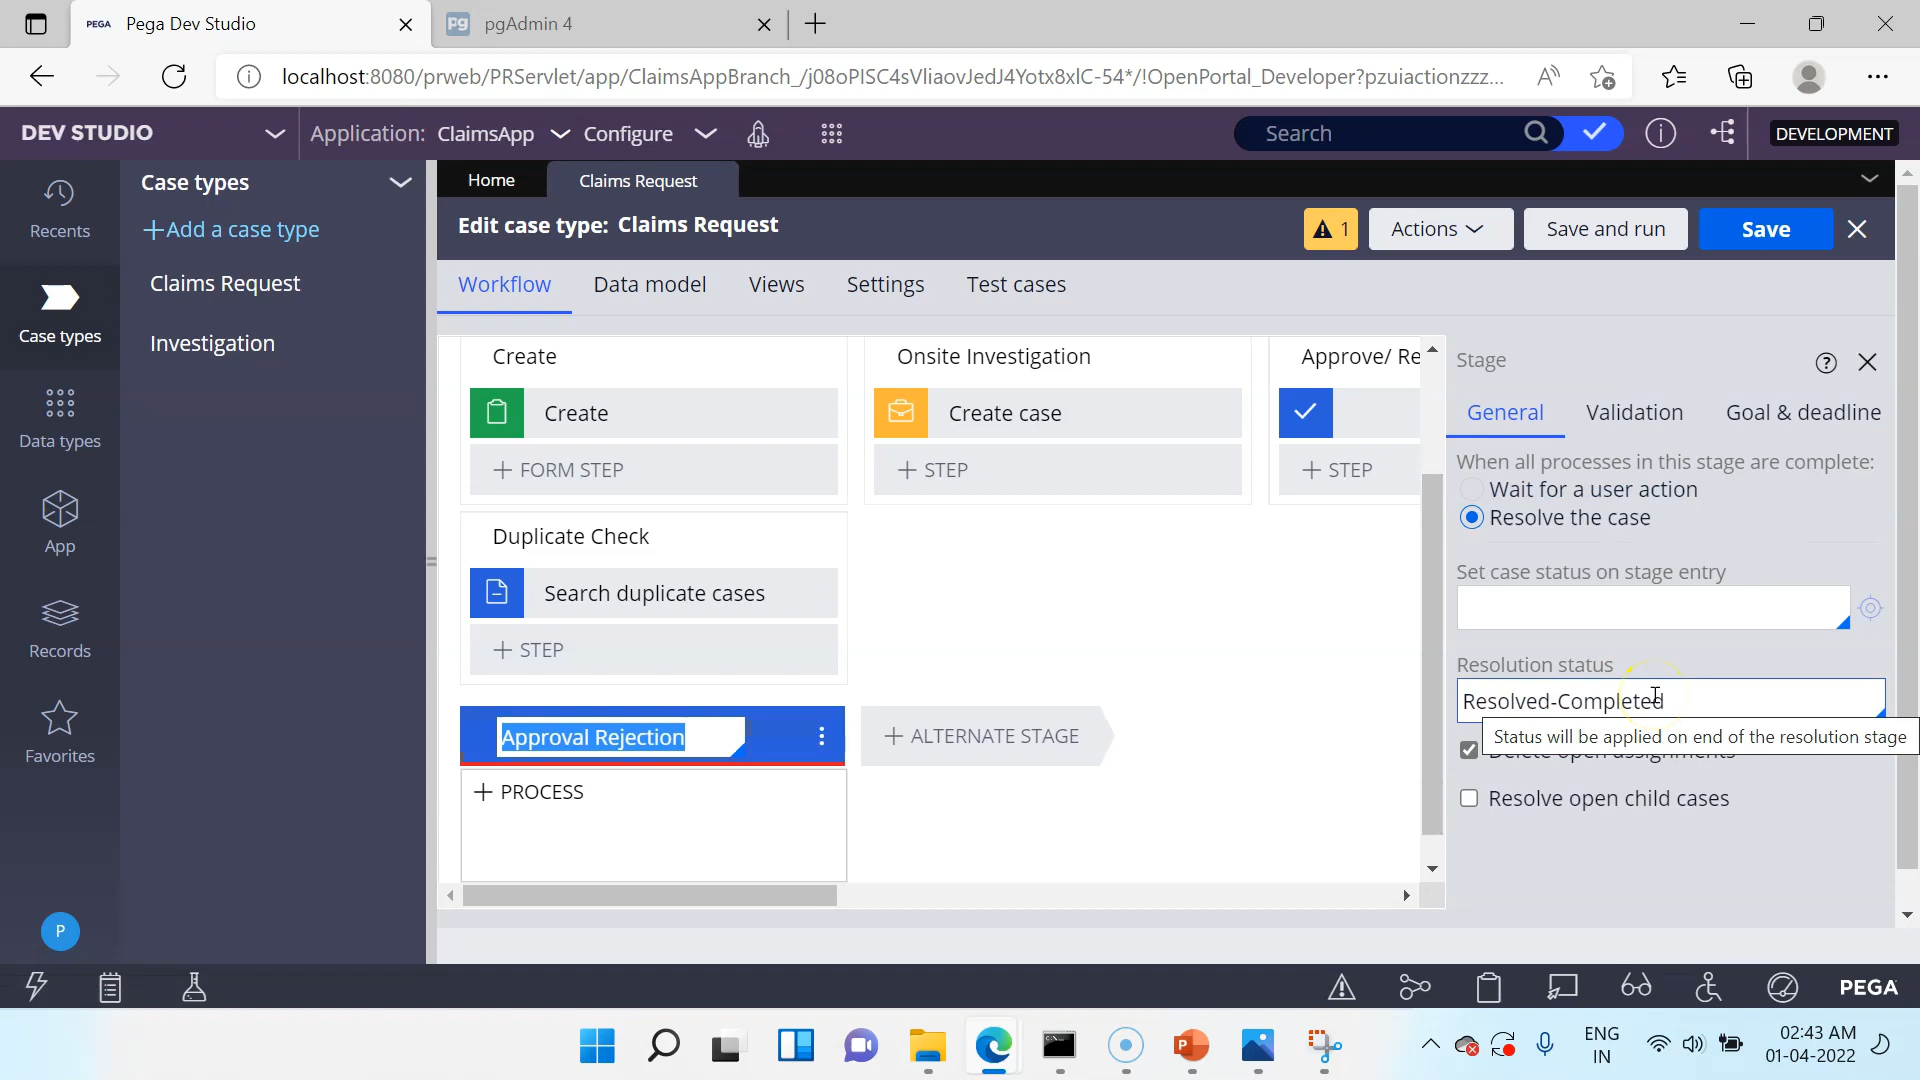 PEGA Pega Dev Studio
pgAdmin 4
localhost:8080/prweb/PRServlet/app/ClaimsAppBranch_/j08oPISC4sVliaovJedJ4Yotx8xlC-54*/!OpenPortal_Developer?pzuiactionzzz...
DEV STUDIO
Application: ClaimsApp
Configure
Search
DEVELOPMENT
Recents
Case types
Data types
App
Records
Favorites
P
Case types
Add a case type
Claims Request
Investigation
Home
Claims Request
Edit case type: Claims Request
1
Actions
Save and run
Save
Workflow
Data model
Views
Settings
Test cases
Create
Create
+ FORM STEP
Onsite Investigation
Create case
+ STEP
Approve/ Re
+ STEP
Duplicate Check
Search duplicate cases
+ STEP
Approval Rejection
+ ALTERNATE STAGE
+ PROCESS
Stage
General
Validation
Goal & deadline
When all processes in this stage are complete:
Wait for a user action
Resolve the case
Set case status on stage entry
Resolution status
Resolved-Completed
Status will be applied on end of the resolution stage
Delete open assignments
Resolve open child cases
PEGA
ENG
IN
02:43 AM
01-04-2022